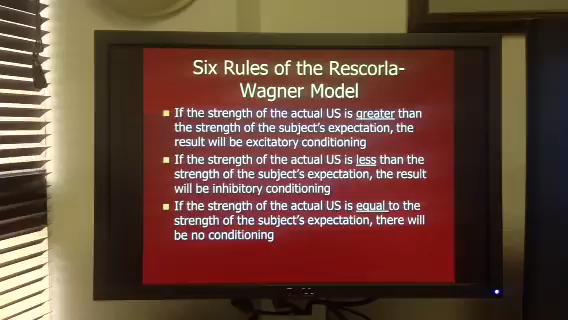 Six Rules of the Rescorla-
Wagner Model
If the strength of the actual US is greater than
the strength of the subject's expectation, the
result will be excitatory conditioning
If the strength of the actual US is less than the
strength of the subject's expectation, the result
will be inhibitory conditioning
If the strength of the actual US is equal to the
strength of the subject's expectation, there will
be no conditioning